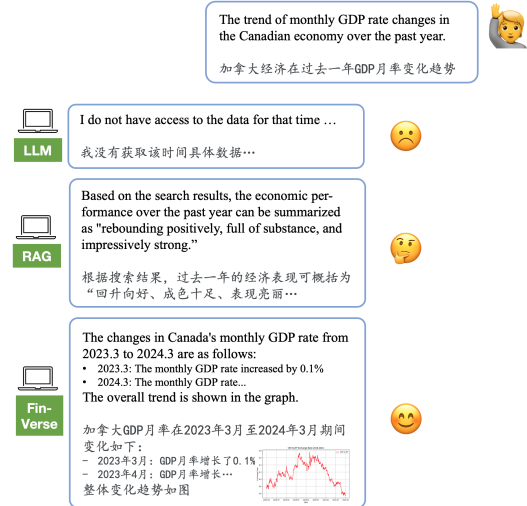 The trend of monthly GDP rate changes in
the Canadian economy over the past year.
加拿大经济在过去一年GDP月率变化趋势
I do not have access to the data for that time …
我没有获取该时间具体数据…
LLM
Based on the search results, the economic per-
formance over the past year can be summarized
as "rebounding positively, full of substance, and
impressively strong.”
根据搜索结果，过去一年的经济表现可概括为
“回升向好、成色十足、表现亮丽…
RAG
The changes in Canada's monthly GDP rate from
2023.3 to 2024.3 are as follows:
• 2023.3: The monthly GDP rate increased by 0.1%
• 2024.3: The monthly GDP rate...
The overall trend is shown in the graph.
加拿大GDP月率在2023年3月至2024年3月期间
变化如下：
- 2023年3月：GDP月率增长了0.1%
- 2023年4月：GDP月率增长…
整体变化趋势如图
Fin-
Verse